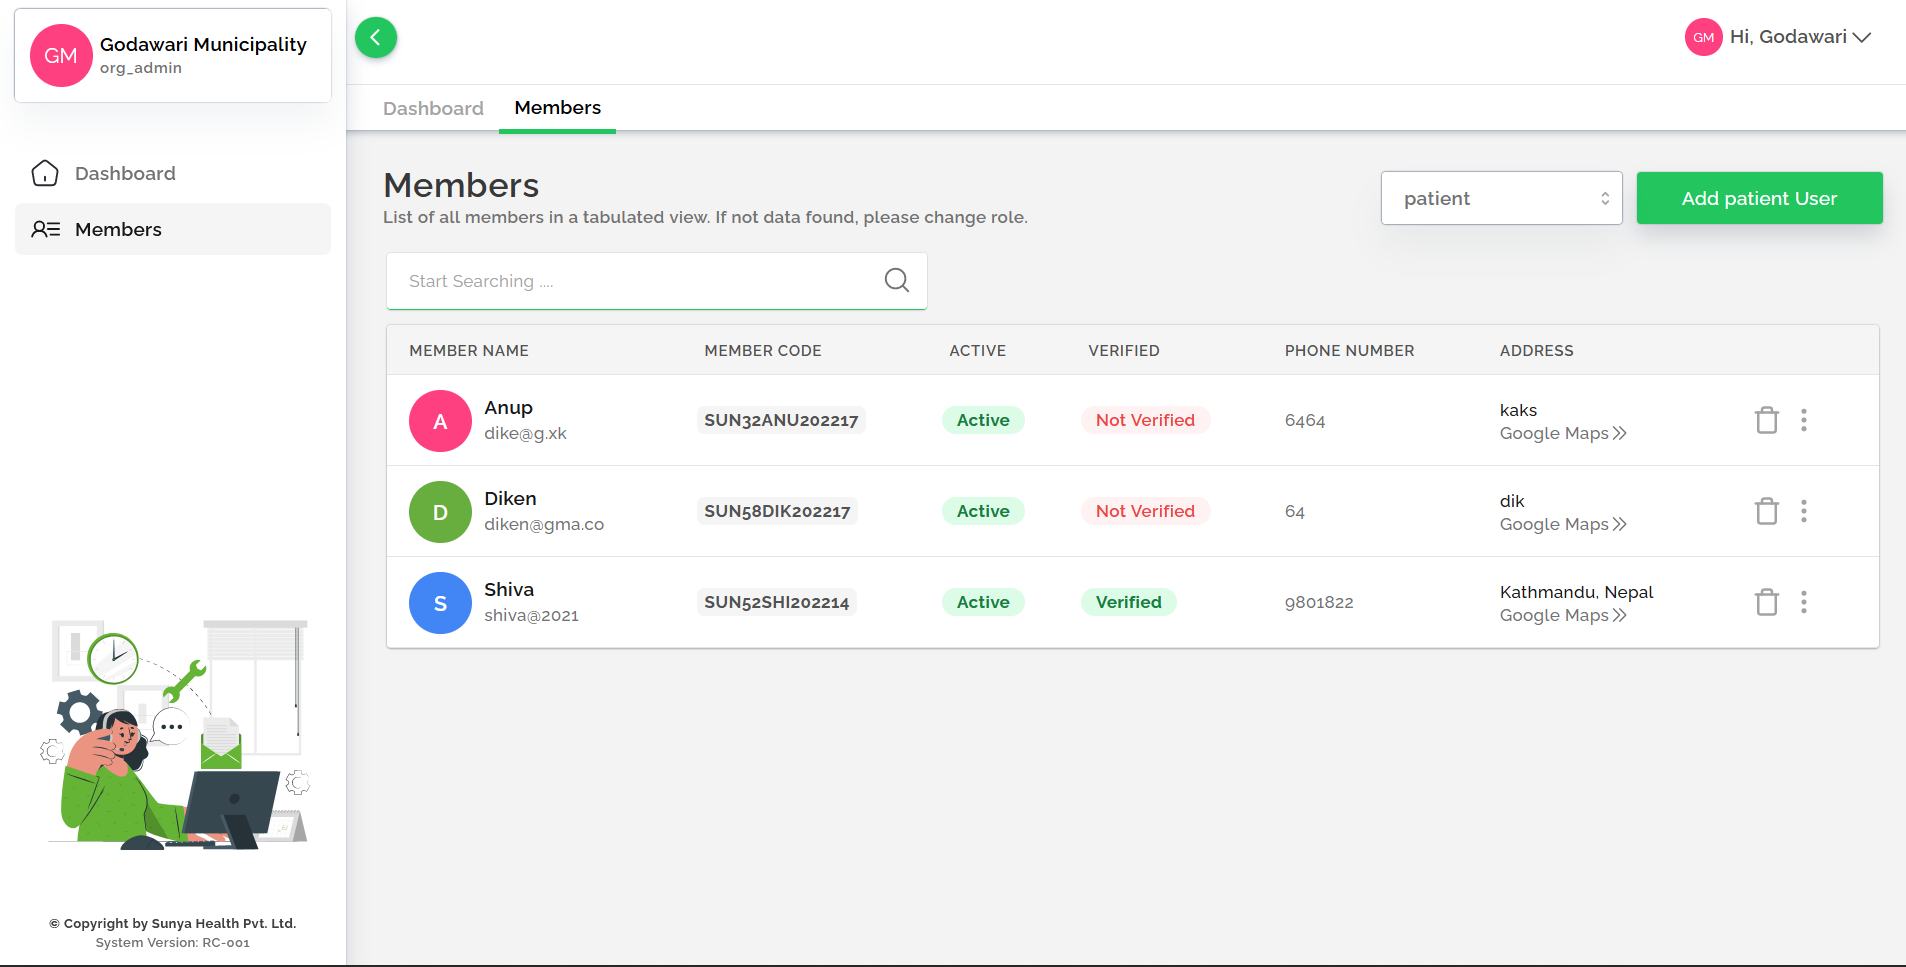 GM
Godawari Municipality
org_admin
Dashboard
Members
© Copyright by Sunya Health Pvt. Ltd.
System Version: RC-001
GM Hi, Godawari
Dashboard Members
Members
List of all members in a tabulated view. If not data found, please change role.
patient
Add patient User
Start Searching ....
MEMBER NAME MEMBER CODE ACTIVE VERIFIED PHONE NUMBER ADDRESS
A
Anup
dike@g.xk
SUN32ANU202217
Active
Not Verified
6464
kaks
Google Maps
D
Diken
diken@gma.co
SUN58DIK202217
Active
Not Verified
64
dik
Google Maps
S
Shiva
shiva@2021
SUN52SHI202214
Active
Verified
9801822
Kathmandu, Nepal
Google Maps